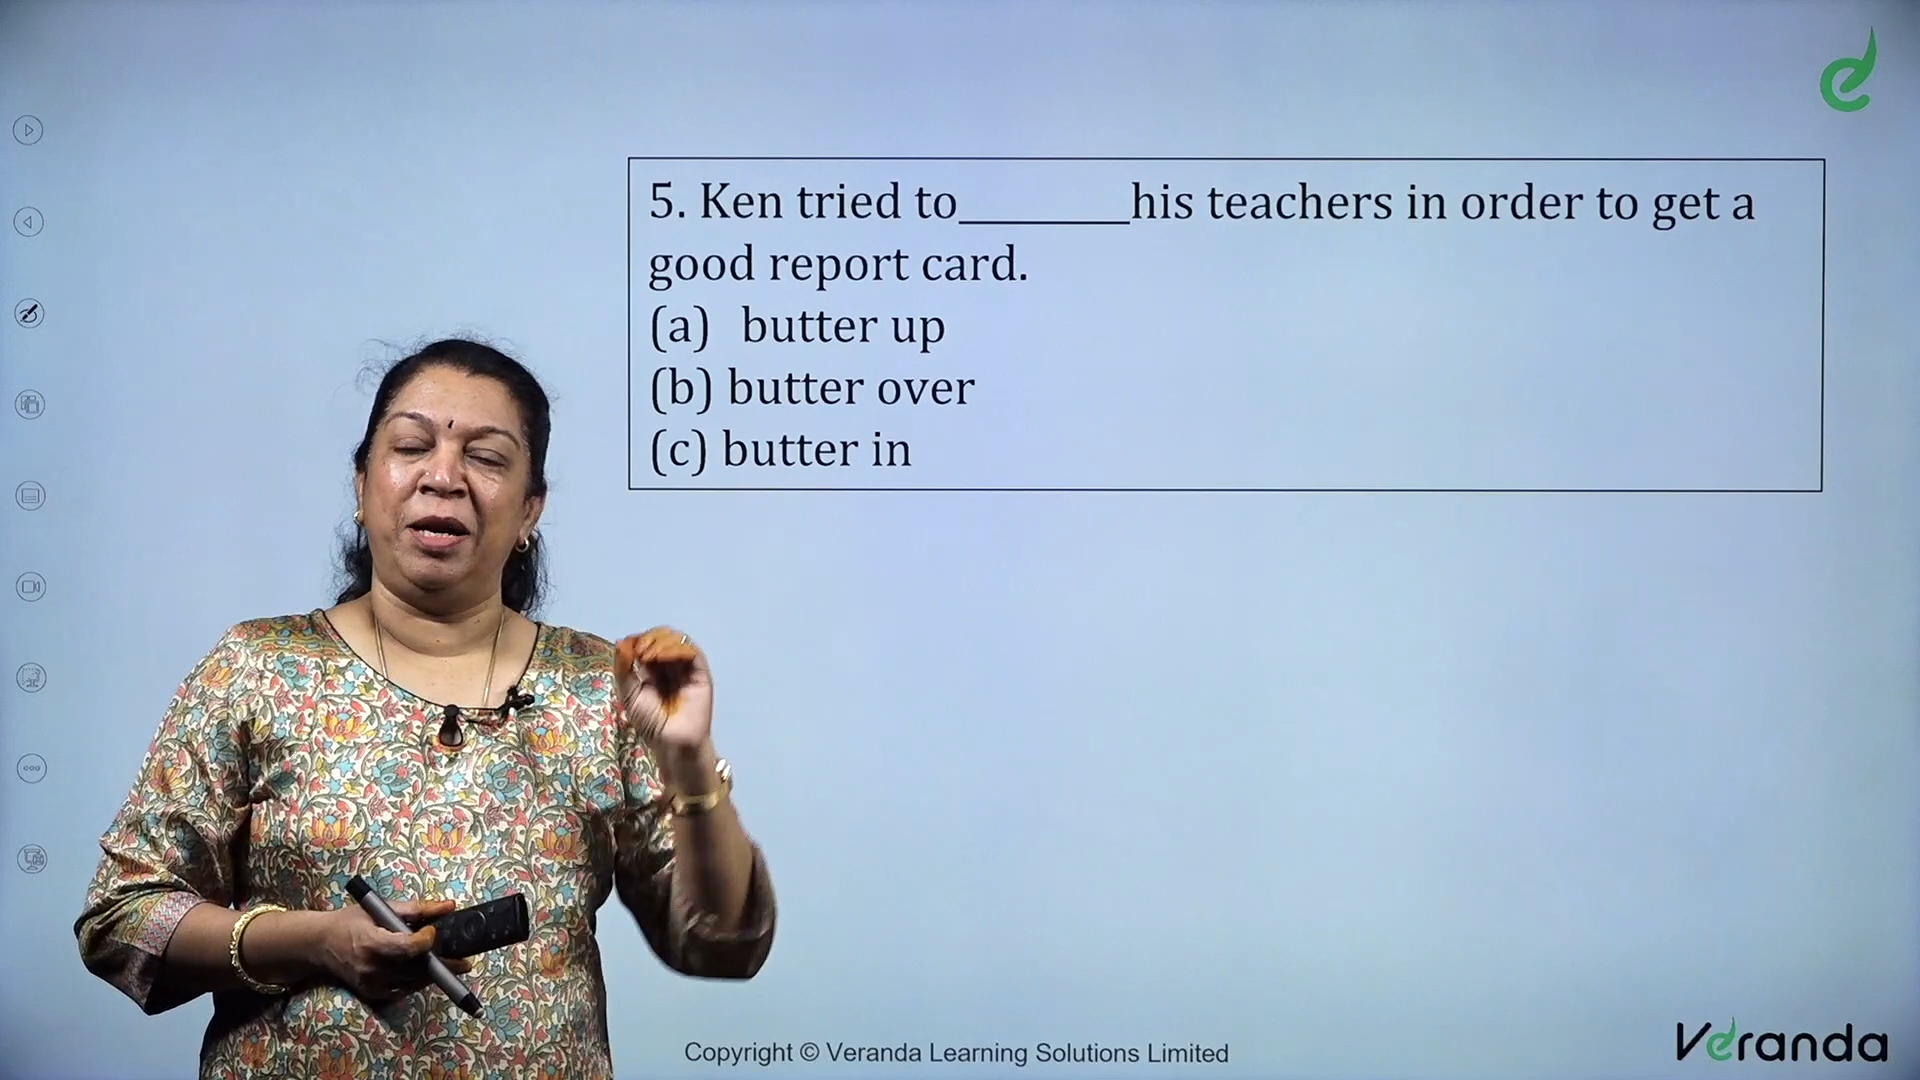 5. Ken tried to_______his teachers in order to get a
good report card.
(a) butter up
(b) butter over
(c) butter in
Copyright © Veranda Learning Solutions Limited
Veranda